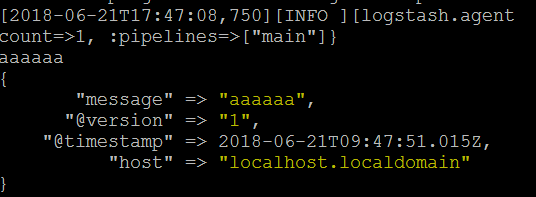 [2018-06-21T17:47:08,750][INFO ][logstash.agent
count=>1, :pipelines=>["main"]}
aaaaaa
{
       "message" => "aaaaaa",
      "@version" => "1",
    "@timestamp" => 2018-06-21T09:47:51.015Z,
          "host" => "localhost.localdomain"
}